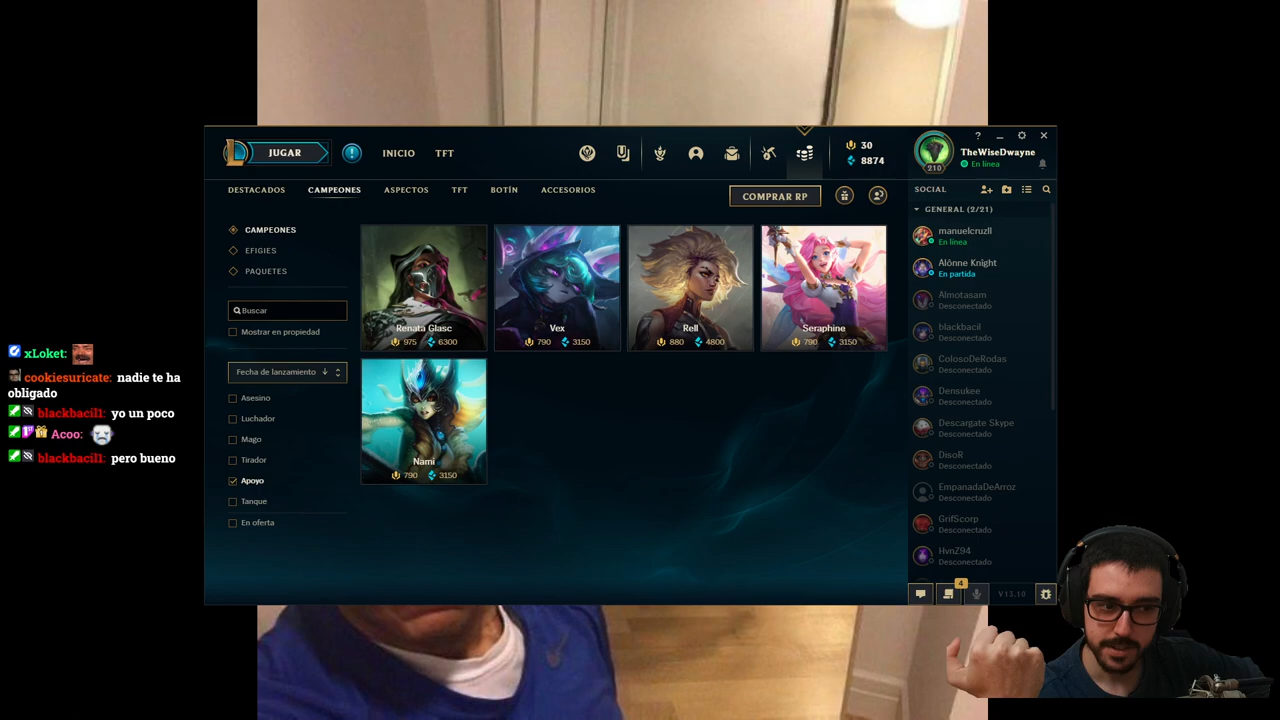 JUGAR
INICIO
TFT
30
8874
210
TheWiseDwayne
En línea
DESTACADOS
CAMPEONES
ASPECTOS
TFT
BOTÍN
ACCESORIOS
COMPRAR RP
SOCIAL
GENERAL (2/21)
CAMPEONES
EFIGIES
PAQUETES
Buscar
Mostrar en propiedad
Fecha de lanzamiento
Asesino
Luchador
Mago
Tirador
Apoyo
Tanque
En oferta
Renata Glasc
975 6300
Vex
790 3150
Rell
880 4800
Seraphine
790 3150
Nami
790 3150
manuelcruzll
En línea
Alönne Knight
En partida
Almotasam
Desconectado
blackbacil
Desconectado
ColosoDeRodas
Desconectado
Densukee
Desconectado
Descargate Skype
Desconectado
DisoR
Desconectado
EmpanadaDeArroz
Desconectado
GrifScorp
Desconectado
HvnZ94
Desconectado
4
V13.10
xLoket:
cookiesuricate: nadie te ha
obligado
blackbacil1: yo un poco
Acoo:
blackbacil1: pero bueno